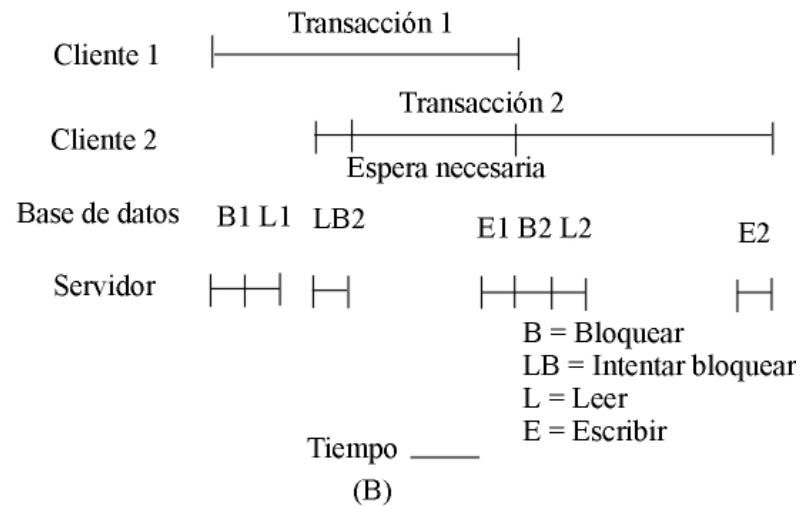 Transacción 1
Cliente 1
Transacción 2
Cliente 2
Espera necesaria
Base de datos B1 L1 LB2 E1 B2 L2 E2
Servidor
B = Bloquear
LB = Intentar bloquear
L = Leer
E = Escribir
Tiempo
(B)